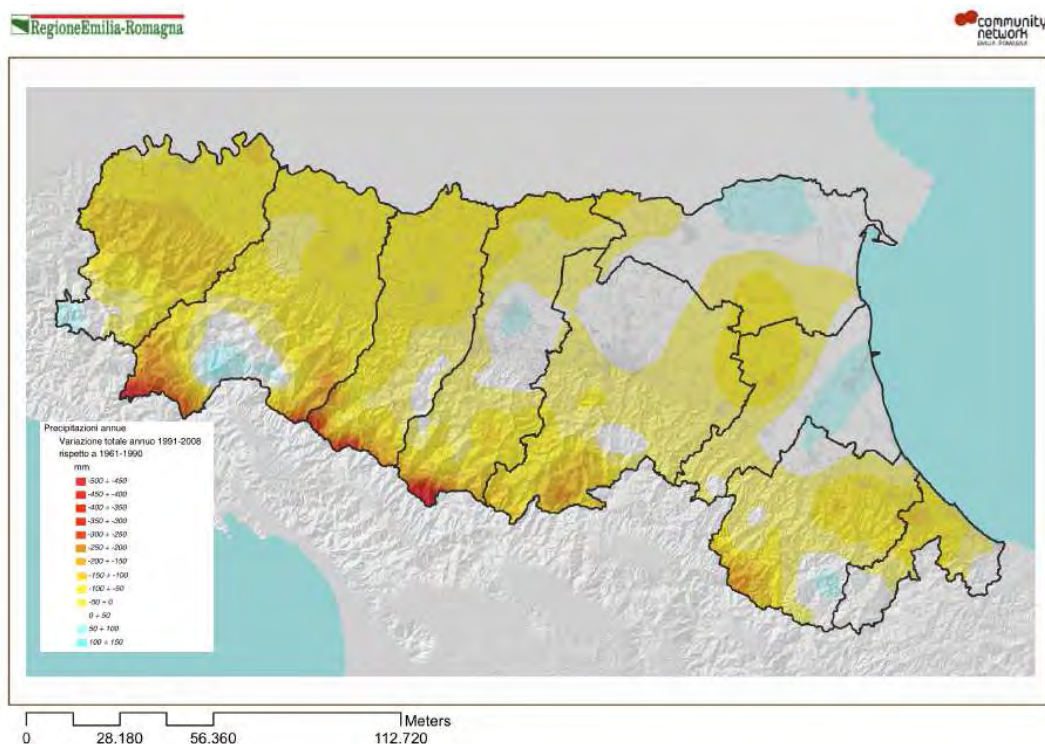 RegioneEmilia-Romagna
community
network
EMILIA-ROMAGNA
Precipitazioni annue
Variazione totale annuo 1991-2008
rispetto a 1961-1990
mm
-500 ÷ -450
-450 ÷ -400
-400 ÷ -350
-350 ÷ -300
-300 ÷ -250
-250 ÷ -200
-200 ÷ -150
-150 ÷ -100
-100 ÷ -50
-50 ÷ 0
0 ÷ 50
50 ÷ 100
100 ÷ 150
Meters
0 28.180 56.360 112.720